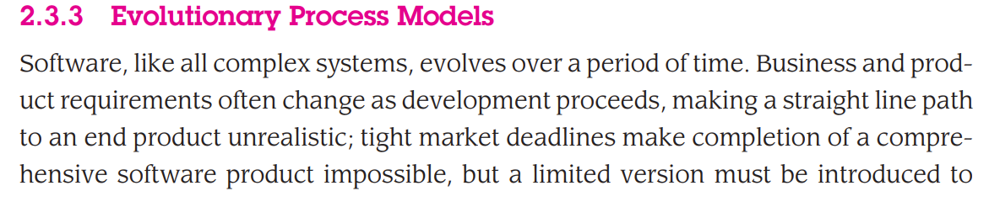 2.3.3 Evolutionary Process Models
Software, like all complex systems, evolves over a period of time. Business and prod-
uct requirements often change as development proceeds, making a straight line path
to an end product unrealistic; tight market deadlines make completion of a compre-
hensive software product impossible, but a limited version must be introduced to